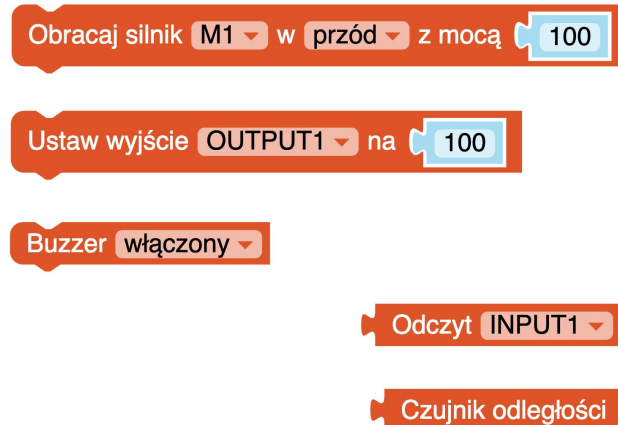 Obracaj silnik M1 w przód z mocą 100
Ustaw wyjście OUTPUT1 na 100
Buzzer włączony
Odczyt INPUT1
Czujnik odległości